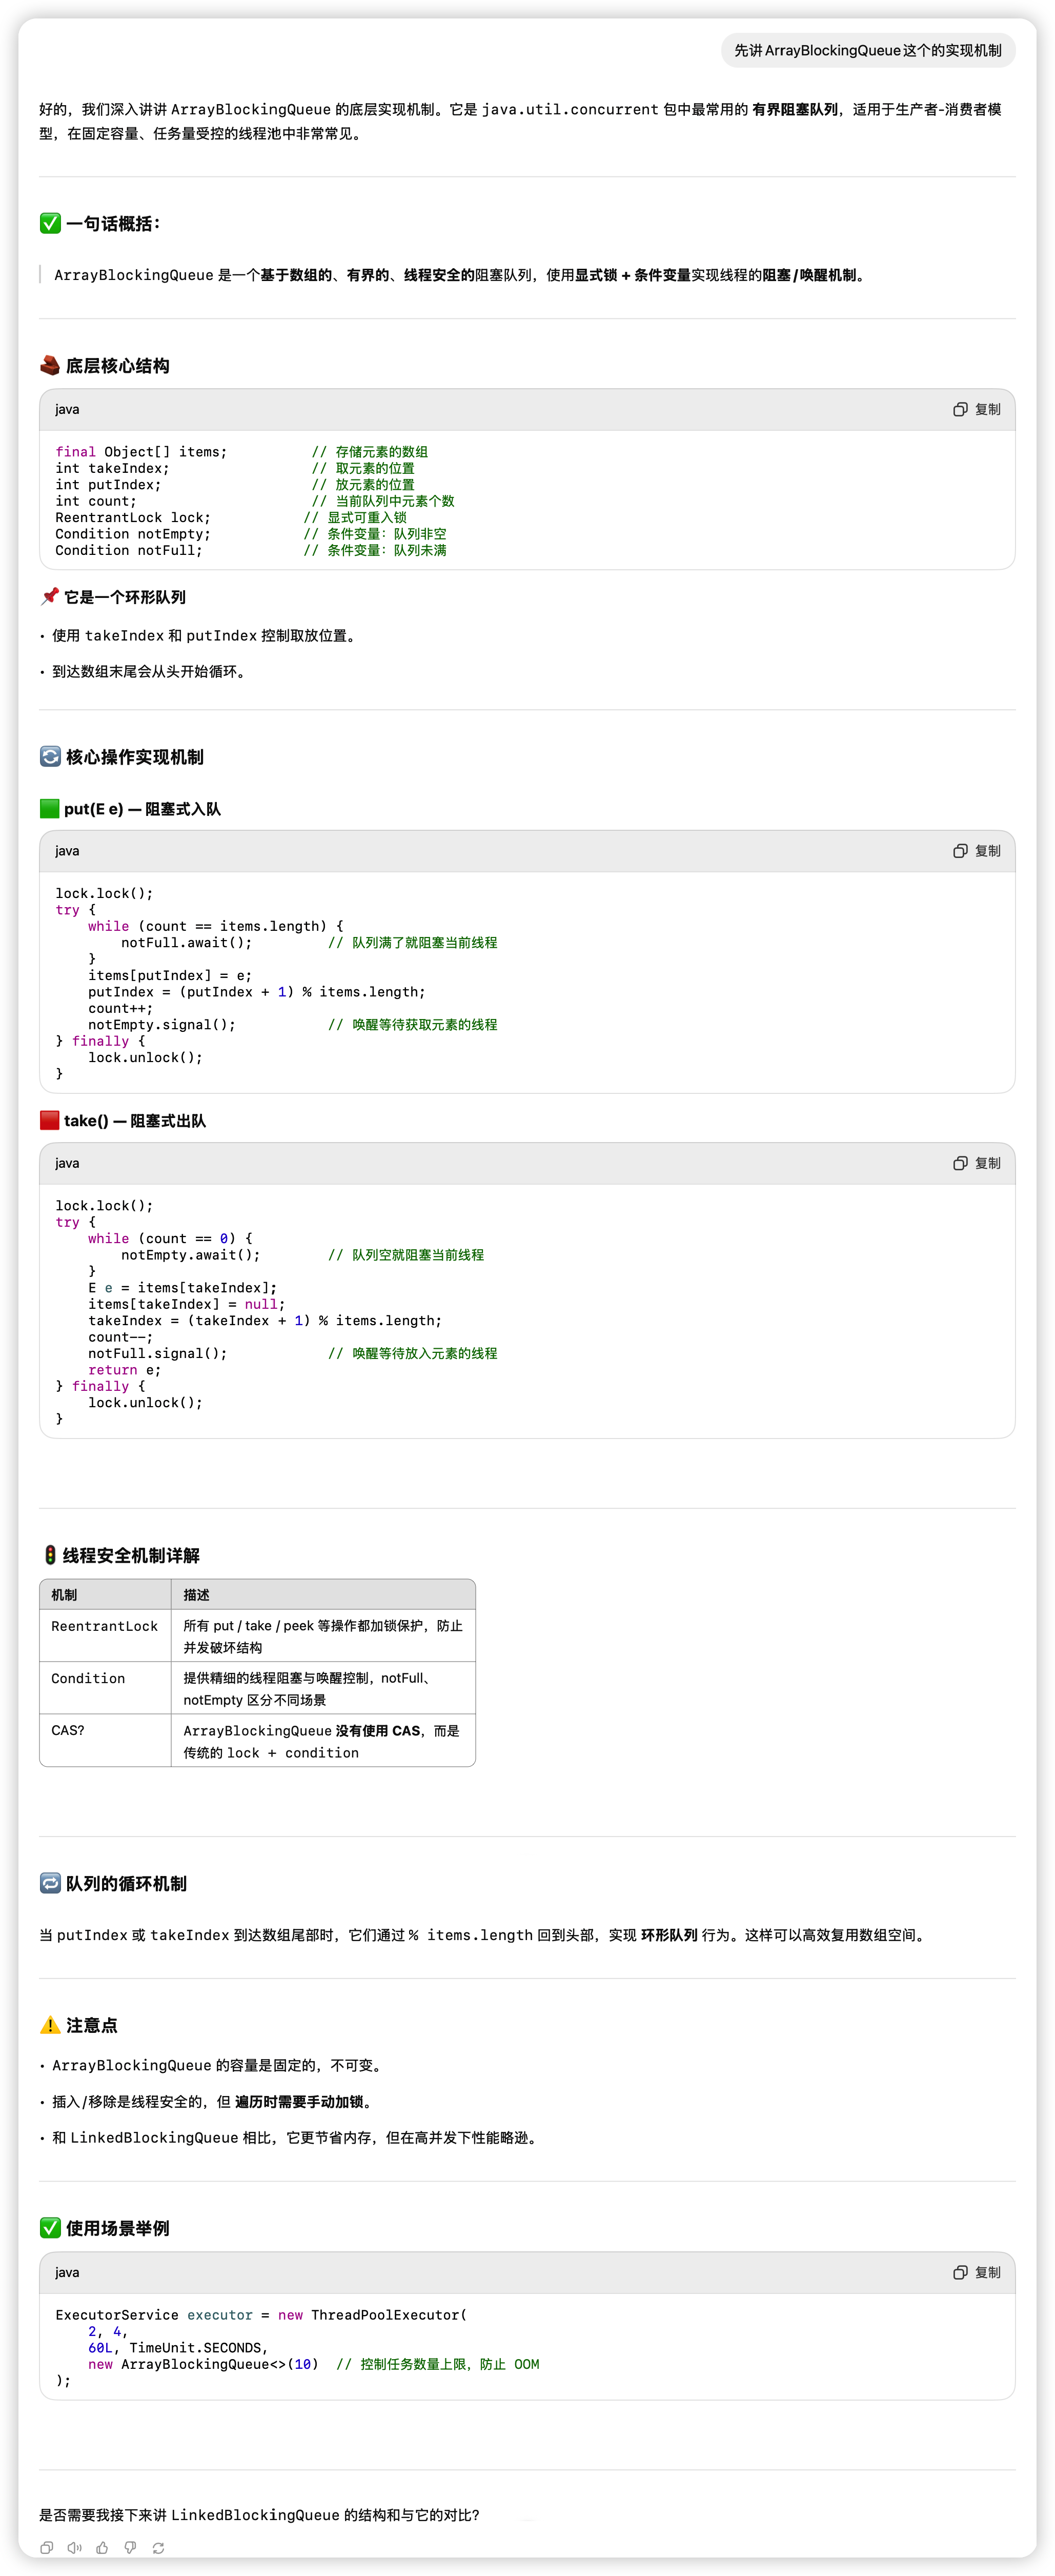 先讲 ArrayBlockingQueue 这个的实现机制
好的，我们深入讲讲 ArrayBlockingQueue 的底层实现机制。它是 java.util.concurrent 包中最常用的 有界阻塞队列，适用于生产者-消费者模
型，在固定容量、任务量受控的线程池中非常常见。
✅ 一句话概括：
ArrayBlockingQueue 是一个基于数组的、有界的、线程安全的阻塞队列，使用显式锁 + 条件变量实现线程的阻塞/唤醒机制。
🧱 底层核心结构
java 复制
final Object[] items;          // 存储元素的数组
int takeIndex;                 // 取元素的位置
int putIndex;                  // 放元素的位置
int count;                     // 当前队列中元素个数
ReentrantLock lock;           // 显式可重入锁
Condition notEmpty;           // 条件变量：队列非空
Condition notFull;            // 条件变量：队列未满
📌 它是一个环形队列
• 使用 takeIndex 和 putIndex 控制取放位置。
• 到达数组末尾会从头开始循环。
🔄 核心操作实现机制
🟩 put(E e) — 阻塞式入队
java 复制
lock.lock();
try {
    while (count == items.length) {
        notFull.await();         // 队列满了就阻塞当前线程
    }
    items[putIndex] = e;
    putIndex = (putIndex + 1) % items.length;
    count++;
    notEmpty.signal();           // 唤醒等待获取元素的线程
} finally {
    lock.unlock();
}
🟥 take() — 阻塞式出队
java 复制
lock.lock();
try {
    while (count == 0) {
        notEmpty.await();        // 队列空就阻塞当前线程
    }
    E e = items[takeIndex];
    items[takeIndex] = null;
    takeIndex = (takeIndex + 1) % items.length;
    count--;
    notFull.signal();            // 唤醒等待放入元素的线程
    return e;
} finally {
    lock.unlock();
}
🚦 线程安全机制详解
机制 描述
ReentrantLock 所有 put / take / peek 等操作都加锁保护，防止
并发破坏结构
Condition 提供精细的线程阻塞与唤醒控制，notFull、
notEmpty 区分不同场景
CAS? ArrayBlockingQueue 没有使用 CAS，而是
传统的 lock + condition
🔁 队列的循环机制
当 putIndex 或 takeIndex 到达数组尾部时，它们通过 % items.length 回到头部，实现 环形队列 行为。这样可以高效复用数组空间。
⚠️ 注意点
• ArrayBlockingQueue 的容量是固定的，不可变。
• 插入/移除是线程安全的，但 遍历时需要手动加锁。
• 和 LinkedBlockingQueue 相比，它更节省内存，但在高并发下性能略逊。
✅ 使用场景举例
java 复制
ExecutorService executor = new ThreadPoolExecutor(
    2, 4,
    60L, TimeUnit.SECONDS,
    new ArrayBlockingQueue<>(10)  // 控制任务数量上限，防止 OOM
);
是否需要我接下来讲 LinkedBlockingQueue 的结构和与它的对比？